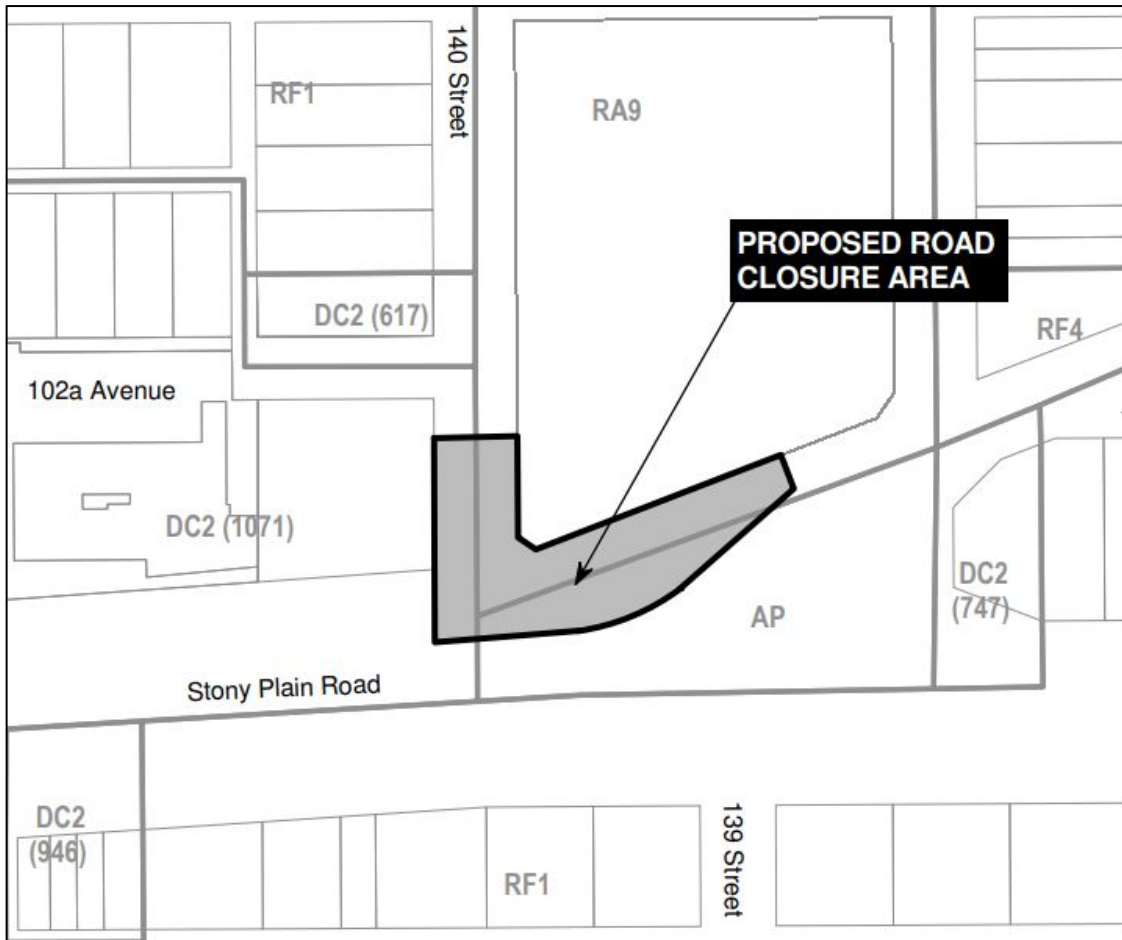 140 Street
RF1
RA9
PROPOSED ROAD
CLOSURE AREA
DC2 (617)
RF4
102a Avenue
DC2 (1071)
DC2
(747)
AP
Stony Plain Road
DC2
(946)
139 Street
RF1